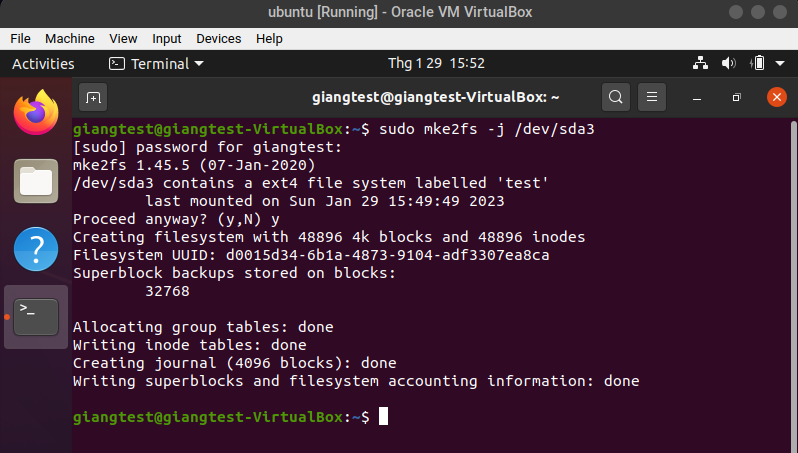 ubuntu [Running] - Oracle VM VirtualBox
File Machine View Input Devices Help
Activities Terminal Thg 1 29 15:52
giangtest@giangtest-VirtualBox: ~
giangtest@giangtest-VirtualBox:~$ sudo mke2fs -j /dev/sda3
[sudo] password for giangtest:
mke2fs 1.45.5 (07-Jan-2020)
/dev/sda3 contains a ext4 file system labelled 'test'
last mounted on Sun Jan 29 15:49:49 2023
Proceed anyway? (y,N) y
Creating filesystem with 48896 4k blocks and 48896 inodes
Filesystem UUID: d0015d34-6b1a-4873-9104-adf3307ea8ca
Superblock backups stored on blocks:
32768
Allocating group tables: done
Writing inode tables: done
Creating journal (4096 blocks): done
Writing superblocks and filesystem accounting information: done
giangtest@giangtest-VirtualBox:~$